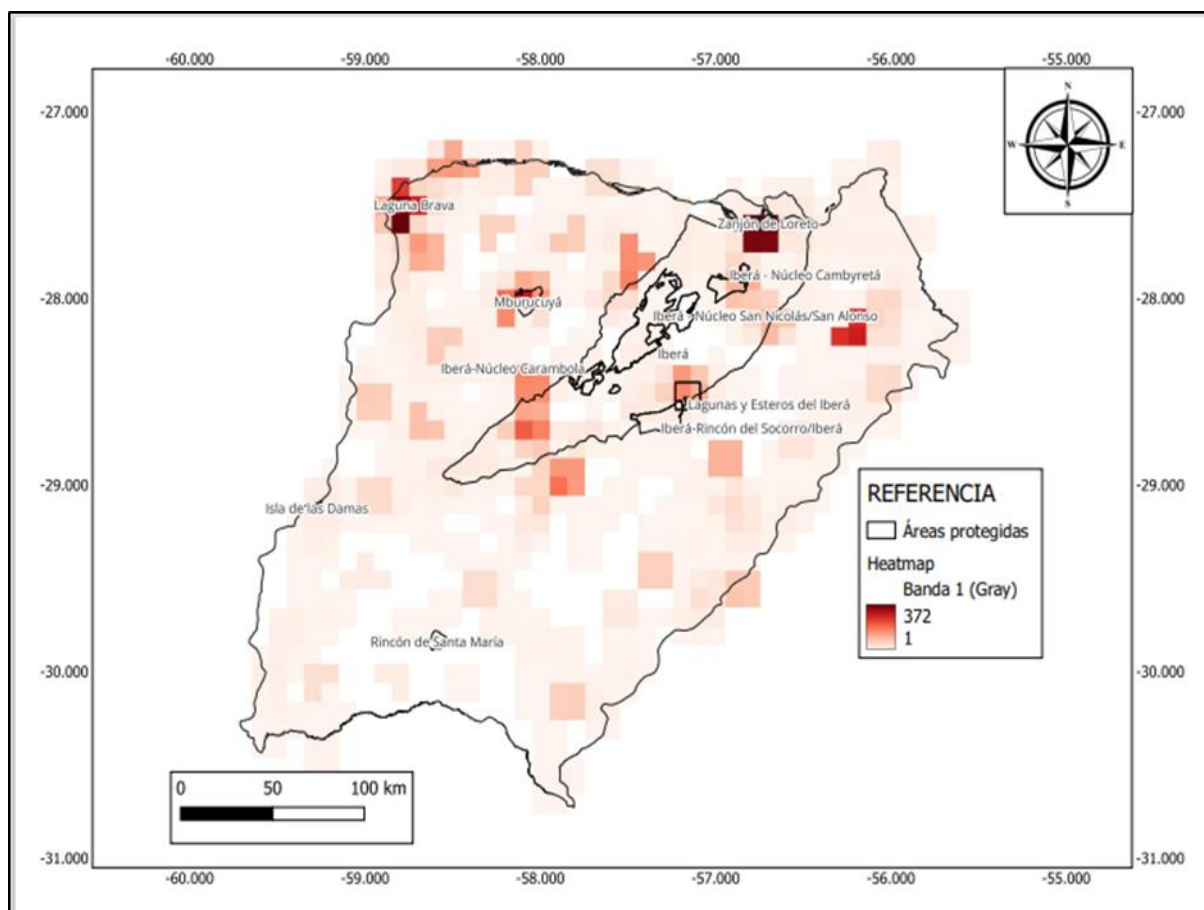 -60.000 -59.000 -58.000 -57.000 -56.000 -55.000
N
W E
S
-27.000 -27.000
Laguna Brava
Zanjón de Loreto
Iberá - Núcleo Cambyretá
-28.000 -28.000
Mburucuyá
Iberá - Núcleo San Nicolás/San Alonso
Iberá
Iberá-Núcleo Carambola
Lagunas y Esteros del Iberá
Iberá-Rincón del Socorro/Iberá
-29.000 -29.000
Isla de las Damas
REFERENCIA
Áreas protegidas
Heatmap
Banda 1 (Gray)
372
1
Rincón de Santa María
-30.000 -30.000
0 50 100 km
-31.000 -31.000
-60.000 -59.000 -58.000 -57.000 -56.000 -55.000